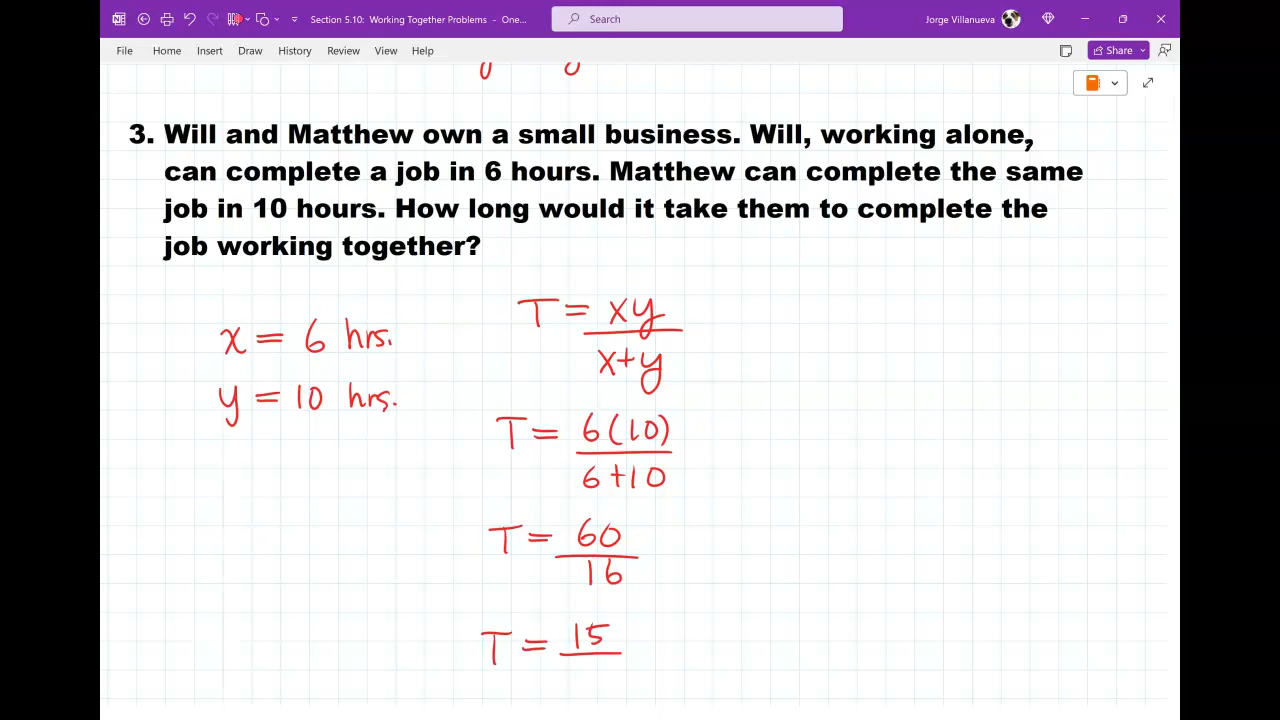 Section 5.10: Working Together Problems - One...
Search
Jorge Villanueva
File Home Insert Draw History Review View Help
Share
y y
3. Will and Matthew own a small business. Will, working alone,
can complete a job in 6 hours. Matthew can complete the same
job in 10 hours. How long would it take them to complete the
job working together?
x = 6 hrs.
y = 10 hrs.
T = xy
x+y
T = 6(10)
6+10
T = 60
16
T = 15